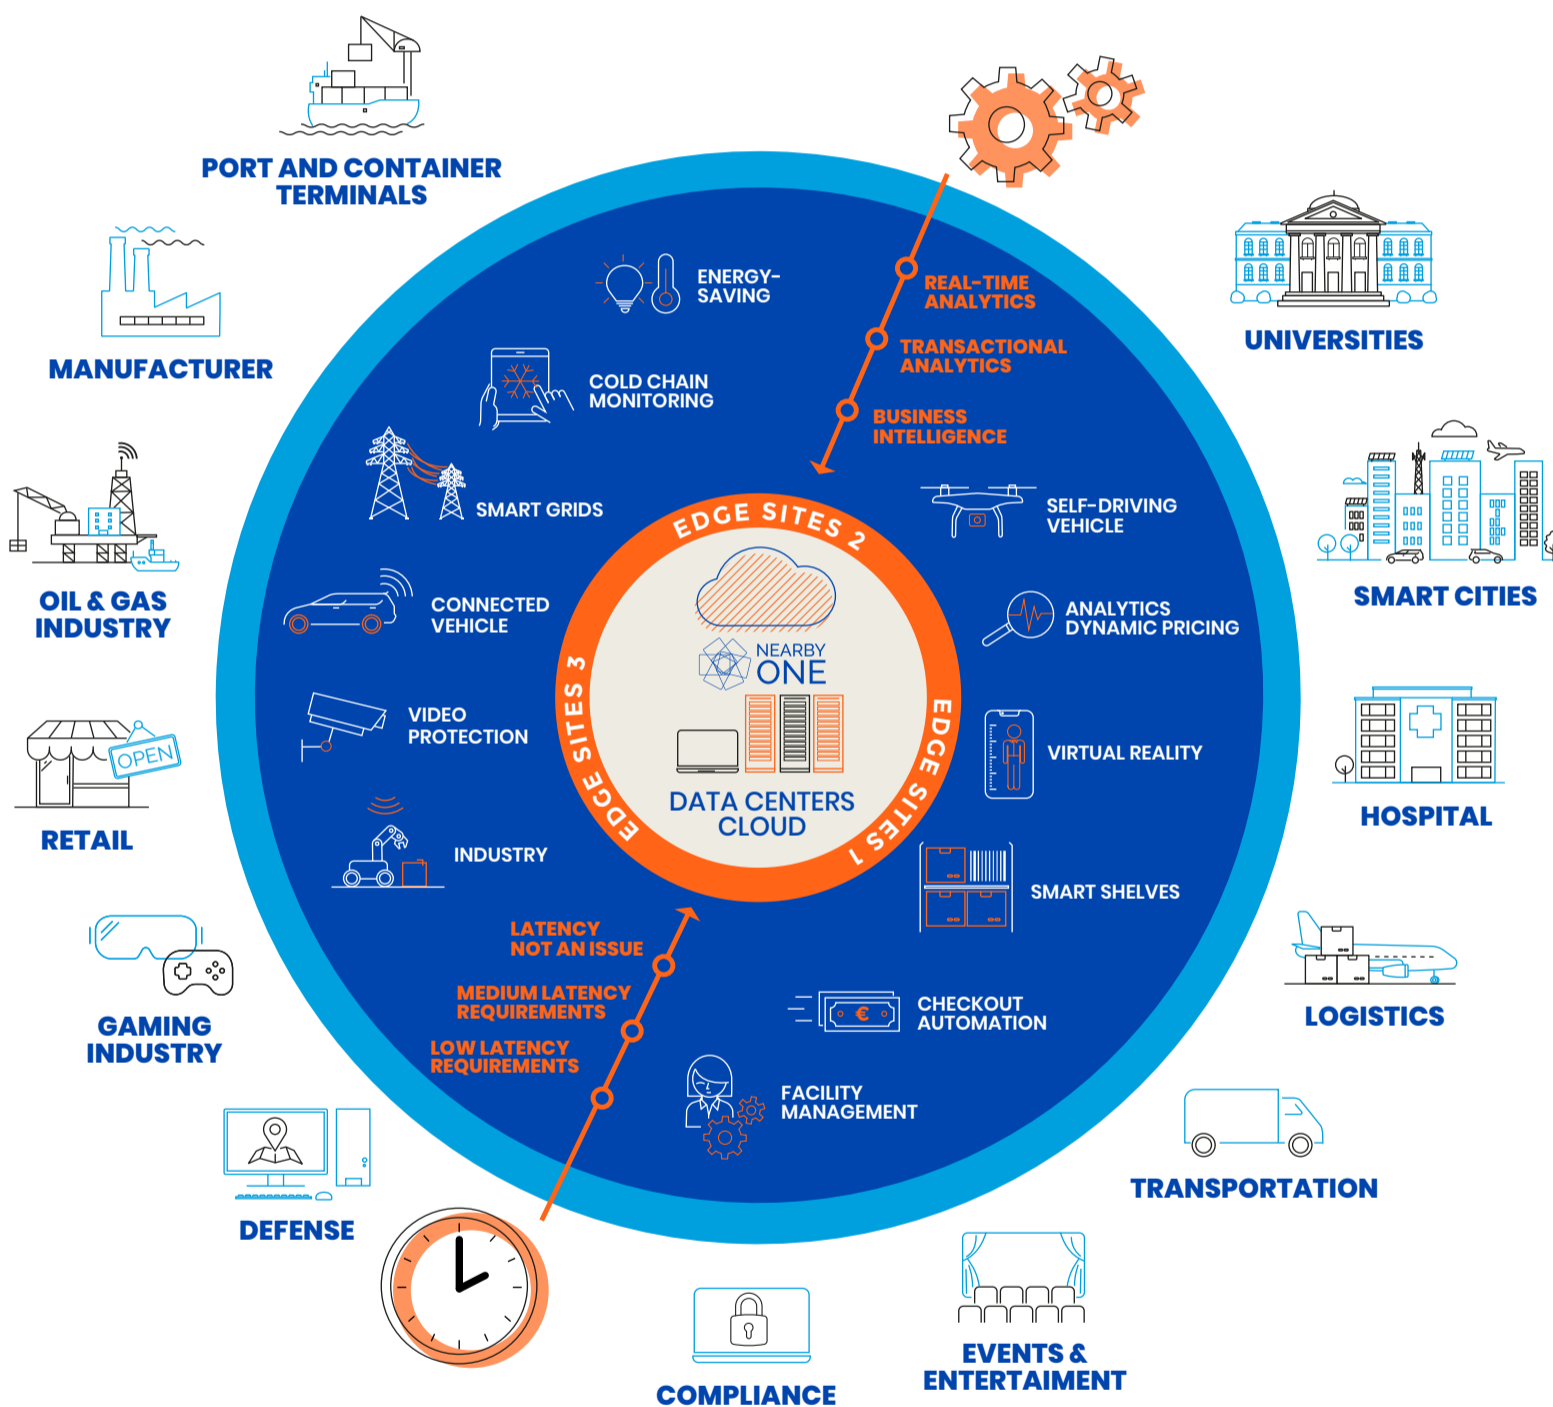 PORT AND CONTAINER
TERMINALS
MANUFACTURER
OIL & GAS
INDUSTRY
RETAIL
OPEN
GAMING
INDUSTRY
DEFENSE
COMPLIANCE
EVENTS &
ENTERTAIMENT
TRANSPORTATION
LOGISTICS
HOSPITAL
SMART CITIES
UNIVERSITIES
ENERGY-
SAVING
COLD CHAIN
MONITORING
SMART GRIDS
CONNECTED
VEHICLE
VIDEO
PROTECTION
INDUSTRY
REAL-TIME
ANALYTICS
TRANSACTIONAL
ANALYTICS
BUSINESS
INTELLIGENCE
SELF-DRIVING
VEHICLE
ANALYTICS
DYNAMIC PRICING
VIRTUAL REALITY
SMART SHELVES
CHECKOUT
AUTOMATION
€
FACILITY
MANAGEMENT
LATENCY
NOT AN ISSUE
MEDIUM LATENCY
REQUIREMENTS
LOW LATENCY
REQUIREMENTS
EDGE SITES 2
EDGE SITES 3
EDGE SITES 1
NEARBY
ONE
DATA CENTERS
CLOUD